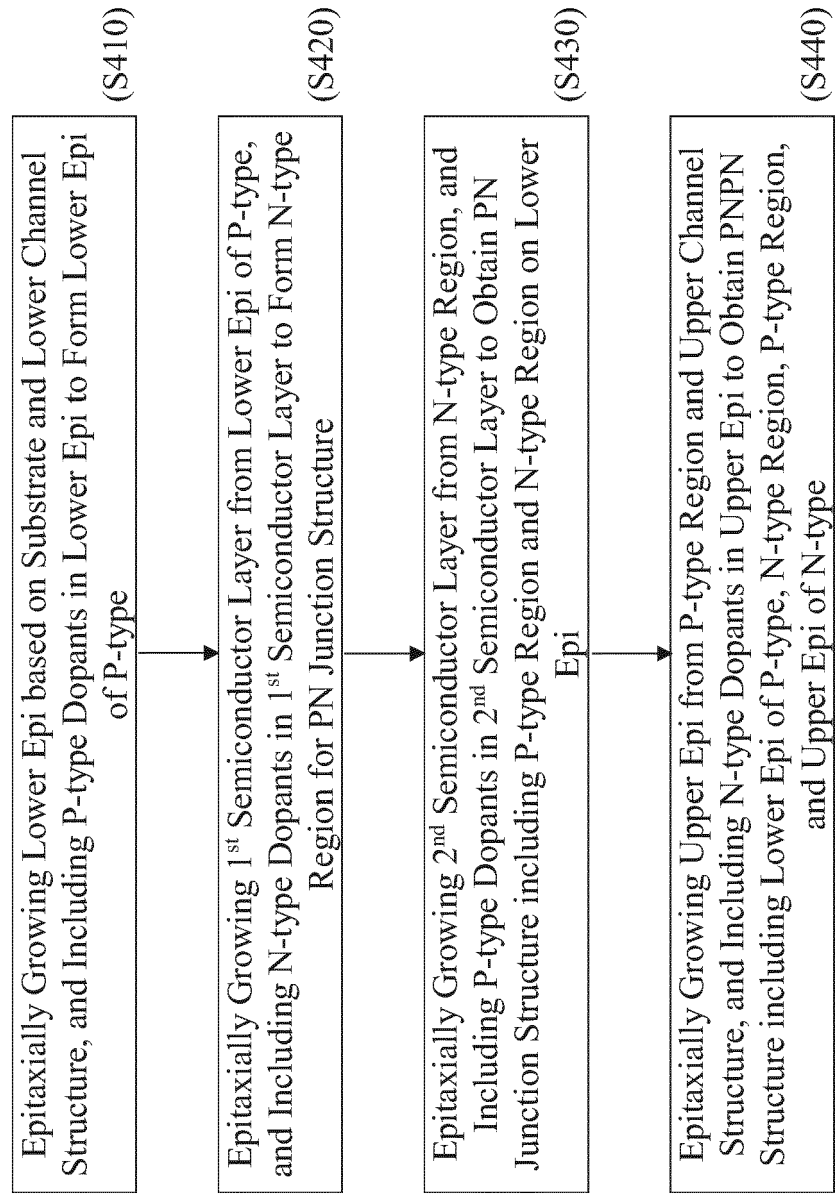 Epitaxially Growing Lower Epi based on Substrate and Lower Channel
Structure, and Including P-type Dopants in Lower Epi to Form Lower Epi
of P-type
(S410)
Epitaxially Growing 1st Semiconductor Layer from Lower Epi of P-type,
and Including N-type Dopants in 1st Semiconductor Layer to Form N-type
Region for PN Junction Structure
(S420)
Epitaxially Growing 2nd Semiconductor Layer from N-type Region, and
Including P-type Dopants in 2nd Semiconductor Layer to Obtain PN
Junction Structure including P-type Region and N-type Region on Lower
Epi
(S430)
Epitaxially Growing Upper Epi from P-type Region and Upper Channel
Structure, and Including N-type Dopants in Upper Epi to Obtain PNPN
Structure including Lower Epi of P-type, N-type Region, P-type Region,
and Upper Epi of N-type
(S440)